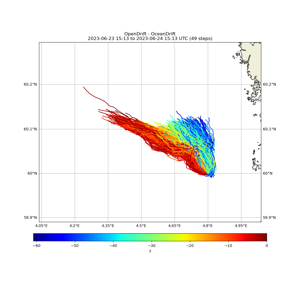 OpenDrift - OceanDrift
2023-06-23 15:13 to 2023-06-24 15:13 UTC (49 steps)
60.2°N 60.2°N
60.1°N 60.1°N
60°N 60°N
59.9°N 59.9°N
4.05°E 4.2°E 4.35°E 4.5°E 4.65°E 4.8°E 4.95°E
−60 −50 −40 −30 −20 −10 0
z